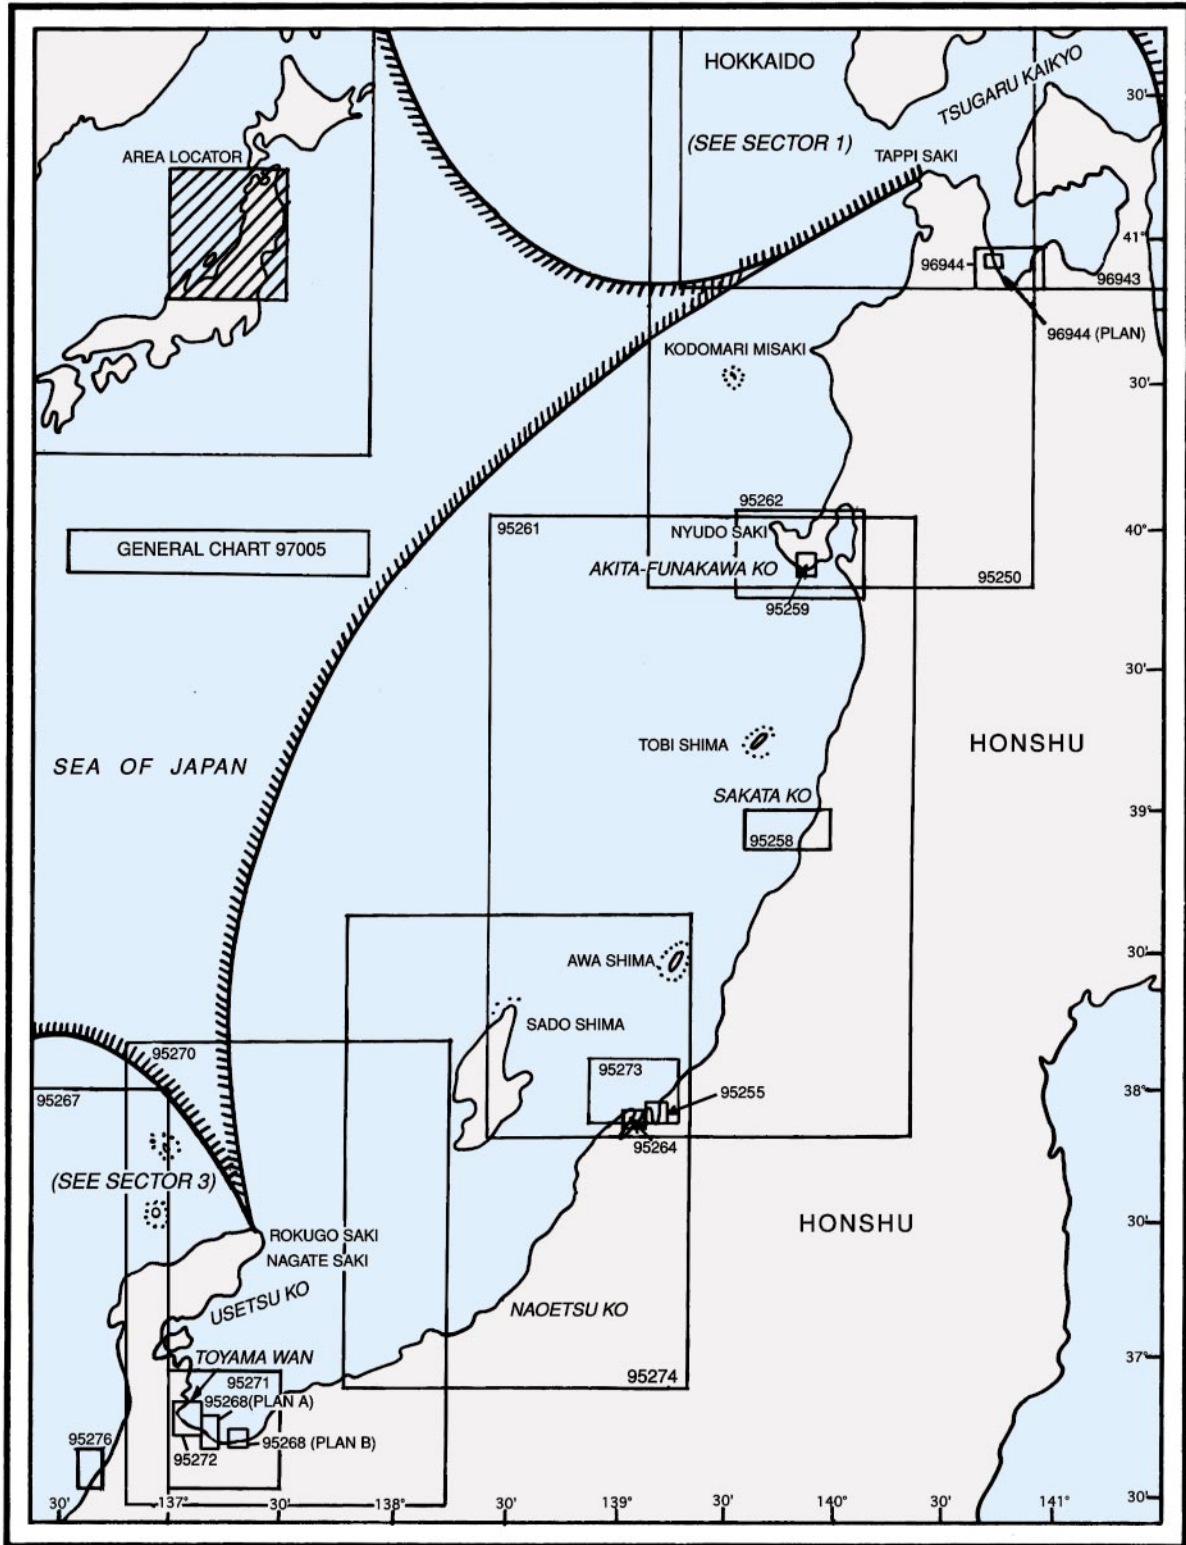 HOKKAIDO
TSUGARU KAIKYO
30'
(SEE SECTOR 1)
AREA LOCATOR
TAPPI SAKI
41°
96944
96943
96944 (PLAN)
KODOMARI MISAKI
30'
95262
95261
NYUDO SAKI
40°
GENERAL CHART 97005
AKITA-FUNAKAWA KO
95250
95259
30'
TOBI SHIMA
HONSHU
SEA OF JAPAN
SAKATA KO
39°
95258
AWA SHIMA
30'
SADO SHIMA
95270
95273
95267
95255
38°
95264
(SEE SECTOR 3)
HONSHU
30'
ROKUGO SAKI
NAGATE SAKI
USETSU KO
NAOETSU KO
TOYAMA WAN
37°
95271
95274
95268(PLAN A)
95276
95268 (PLAN B)
95272
30'
30'
137°
30'
138°
30'
139°
30'
140°
30'
141°